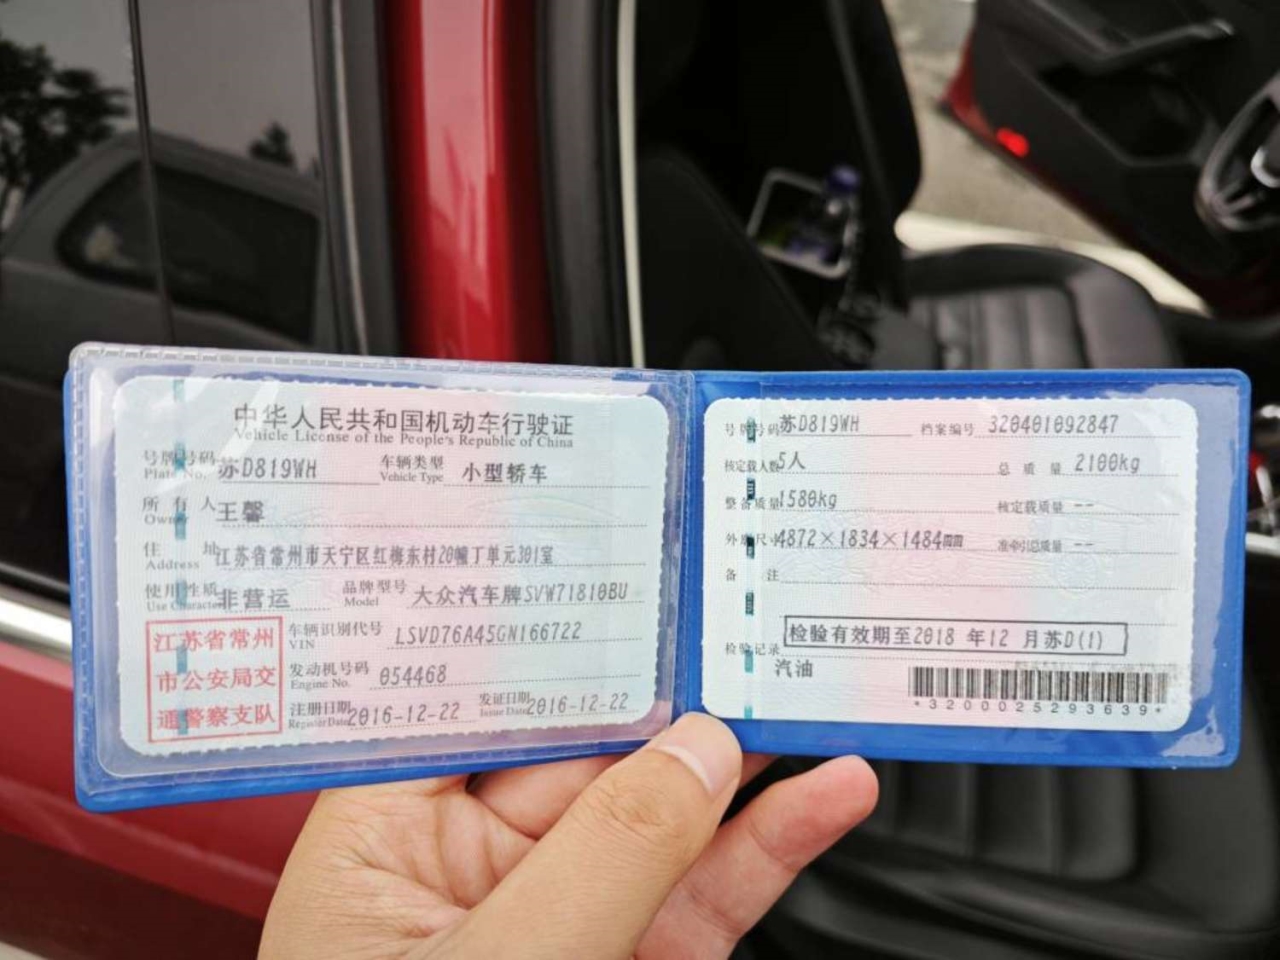 中华人民共和国机动车行驶证
Vehicle License of the People's Republic of China
号牌号码 苏D819WH 车辆类型 小型轿车
Plate No. Vehicle Type
所有人 王馨
Owner
住址 江苏省常州市天宁区红梅东村20幢丁单元301室
Address
使用性质 非营运 品牌型号 大众汽车牌SVW71810BU
Use Character Model
江苏省常州
市公安局交
通警察支队
车辆识别代号 LSVD76A45GN166722
VIN
发动机号码 054468
Engine No.
注册日期 2016-12-22 发证日期 2016-12-22
Register Date Issue Date
号牌号码 苏D819WH 档案编号 320401092847
核定载人数 5人 总质量 2100kg
整备质量 1580kg 核定载质量 --
外廓尺寸 4872×1834×1484mm 准牵引总质量 --
备注
检验记录 检验有效期至2018年12月苏D(1)
汽油
*3200025293639*